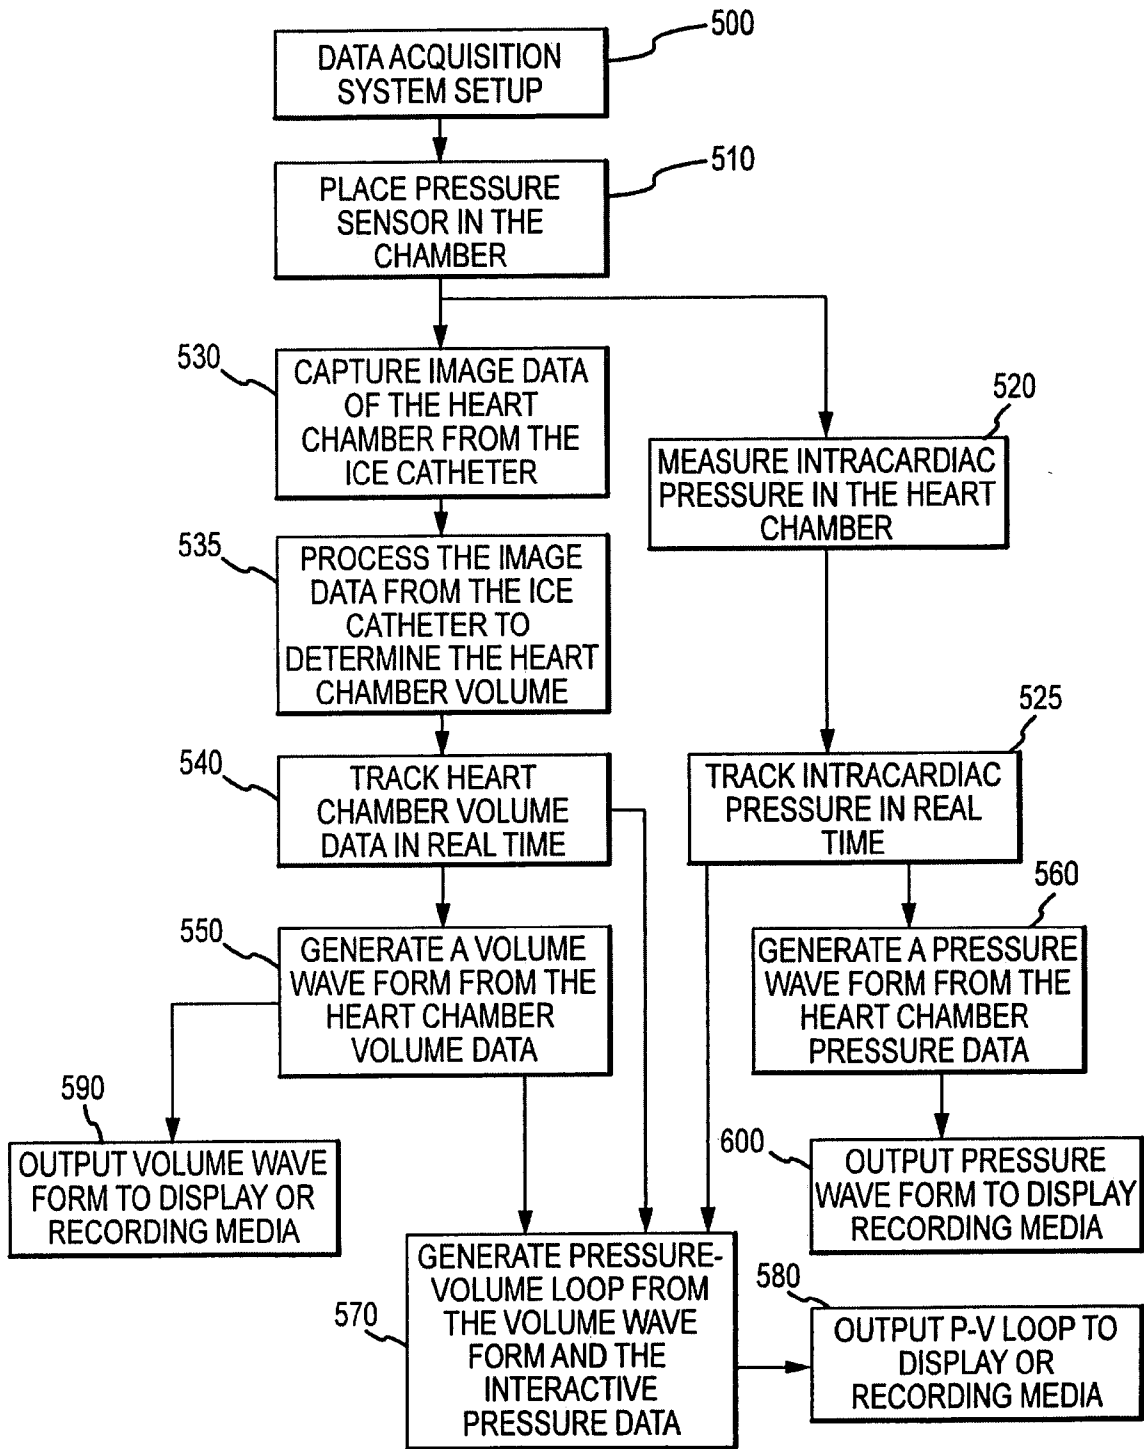 500
DATA ACQUISITION
SYSTEM SETUP
510
PLACE PRESSURE
SENSOR IN THE
CHAMBER
530
CAPTURE IMAGE DATA
OF THE HEART
CHAMBER FROM THE
ICE CATHETER
520
MEASURE INTRACARDIAC
PRESSURE IN THE HEART
CHAMBER
535
PROCESS THE IMAGE
DATA FROM THE ICE
CATHETER TO
DETERMINE THE HEART
CHAMBER VOLUME
525
TRACK INTRACARDIAC
PRESSURE IN REAL
TIME
540
TRACK HEART
CHAMBER VOLUME
DATA IN REAL TIME
550
GENERATE A VOLUME
WAVE FORM FROM THE
HEART CHAMBER
VOLUME DATA
560
GENERATE A PRESSURE
WAVE FORM FROM THE
HEART CHAMBER
PRESSURE DATA
590
OUTPUT VOLUME WAVE
FORM TO DISPLAY OR
RECORDING MEDIA
600
OUTPUT PRESSURE
WAVE FORM TO DISPLAY
RECORDING MEDIA
570
GENERATE PRESSURE-
VOLUME LOOP FROM
THE VOLUME WAVE
FORM AND THE
INTERACTIVE
PRESSURE DATA
580
OUTPUT P-V LOOP TO
DISPLAY OR
RECORDING MEDIA